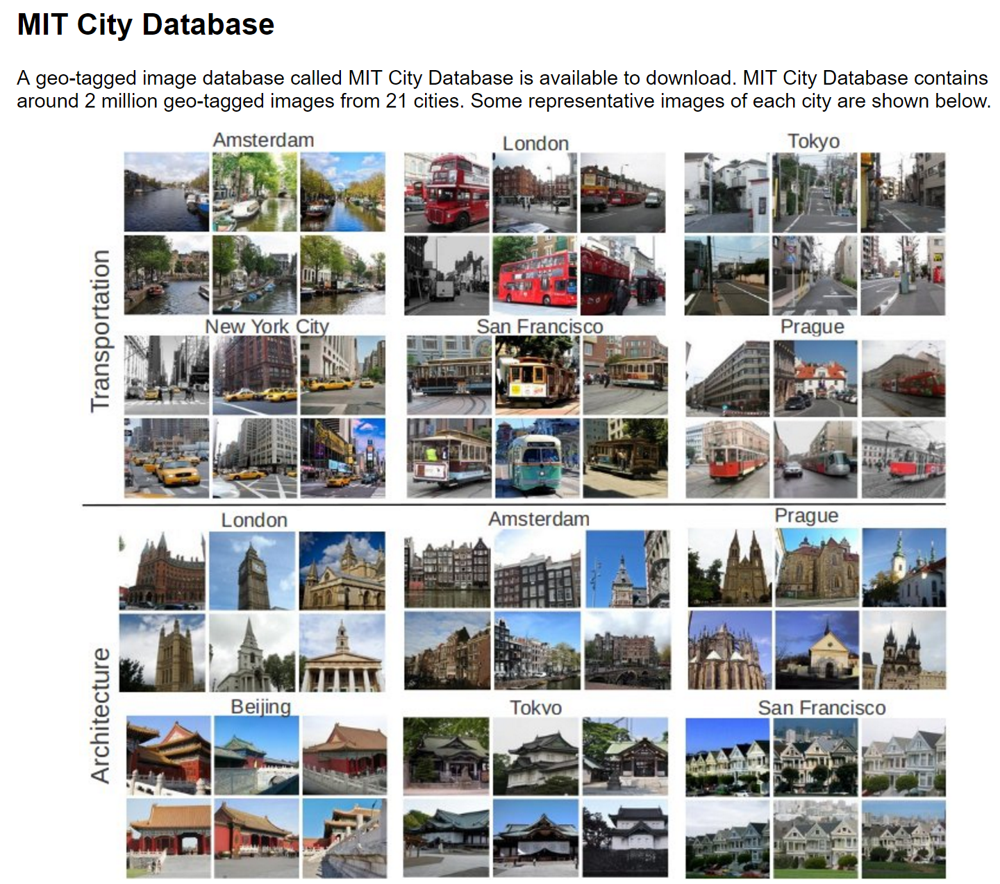 MIT City Database
A geo-tagged image database called MIT City Database is available to download. MIT City Database contains
around 2 million geo-tagged images from 21 cities. Some representative images of each city are shown below.
Transportation
Amsterdam
London
Tokyo
New York City
San Francisco
Prague
Architecture
London
Amsterdam
Prague
Beijing
Tokvo
San Francisco